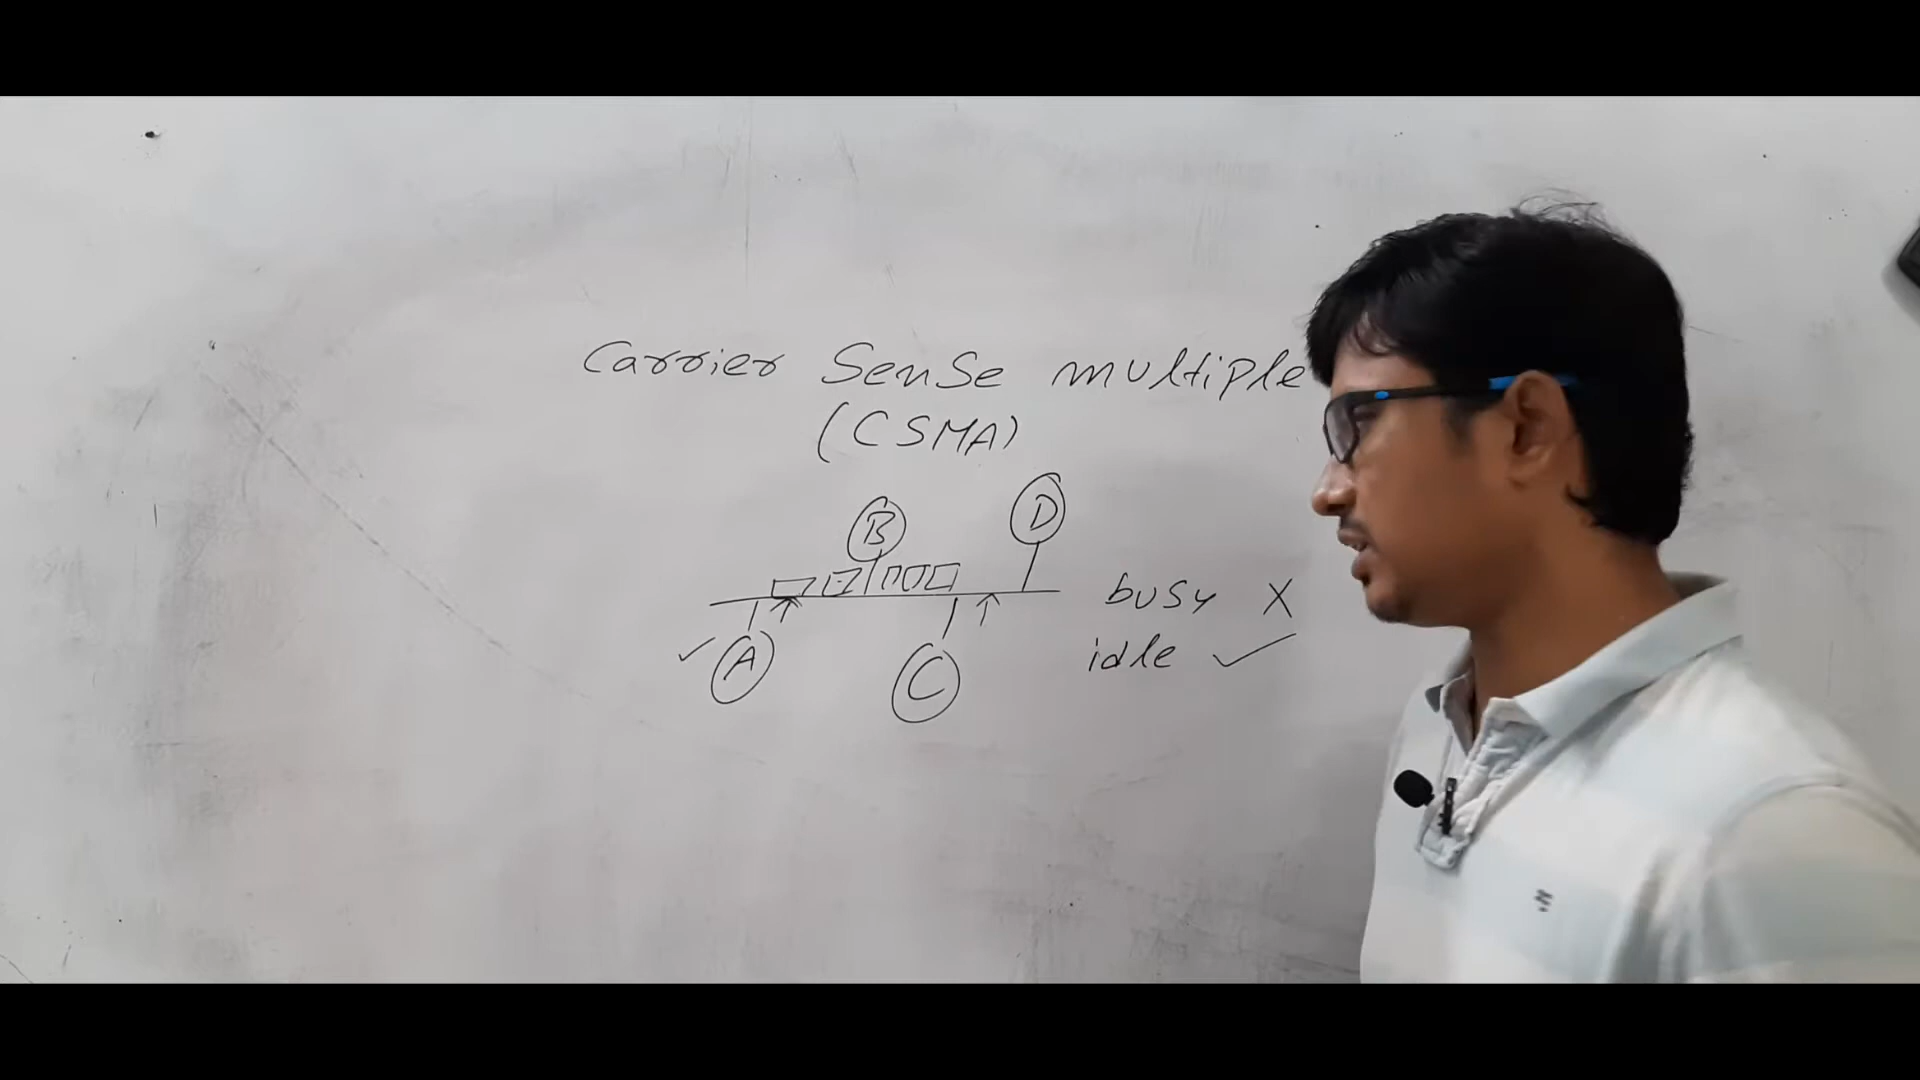 Carrier Sense multiple
(CSMA)
B
D
busy X
idle ✓
✓ A
C